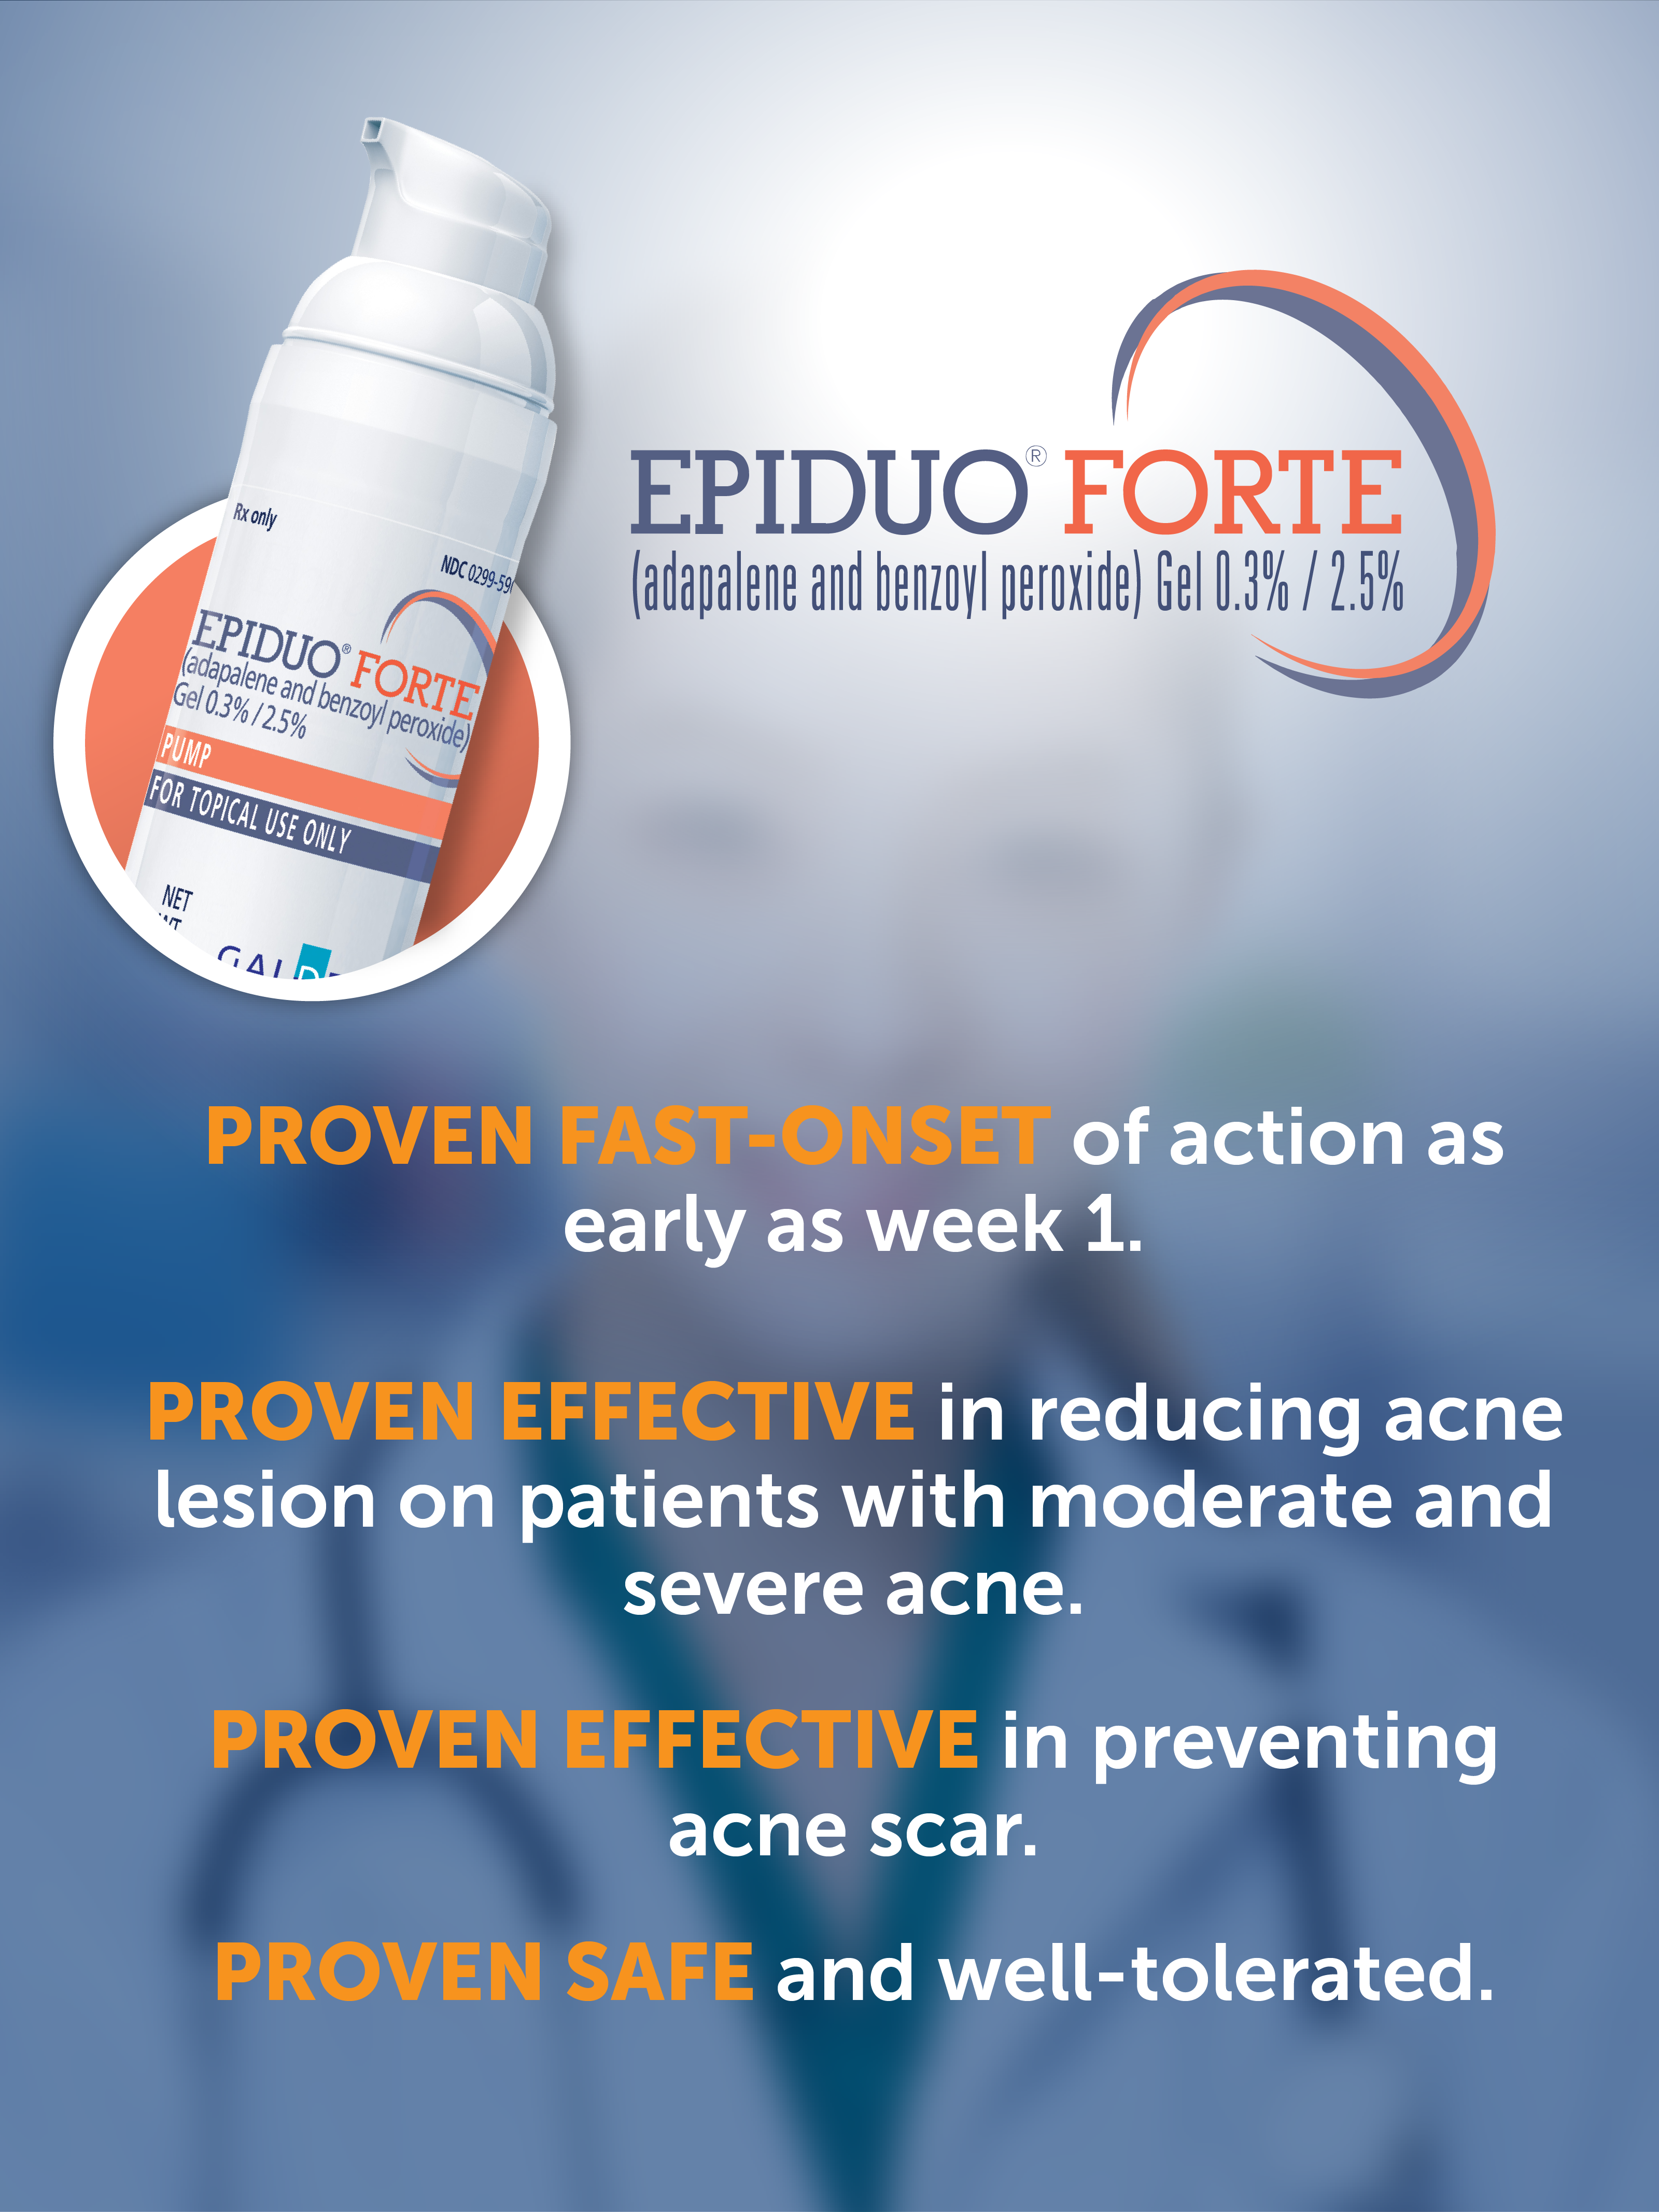 Rx only
NDC 0299-59
EPIDUO® FORTE
(adapalene and benzoyl peroxide)
Gel 0.3% / 2.5%
PUMP
FOR TOPICAL USE ONLY
NET
WT
GALD
EPIDUO® FORTE
(adapalene and benzoyl peroxide) Gel 0.3% / 2.5%
PROVEN FAST-ONSET of action as
early as week 1.
PROVEN EFFECTIVE in reducing acne
lesion on patients with moderate and
severe acne.
PROVEN EFFECTIVE in preventing
acne scar.
PROVEN SAFE and well-tolerated.